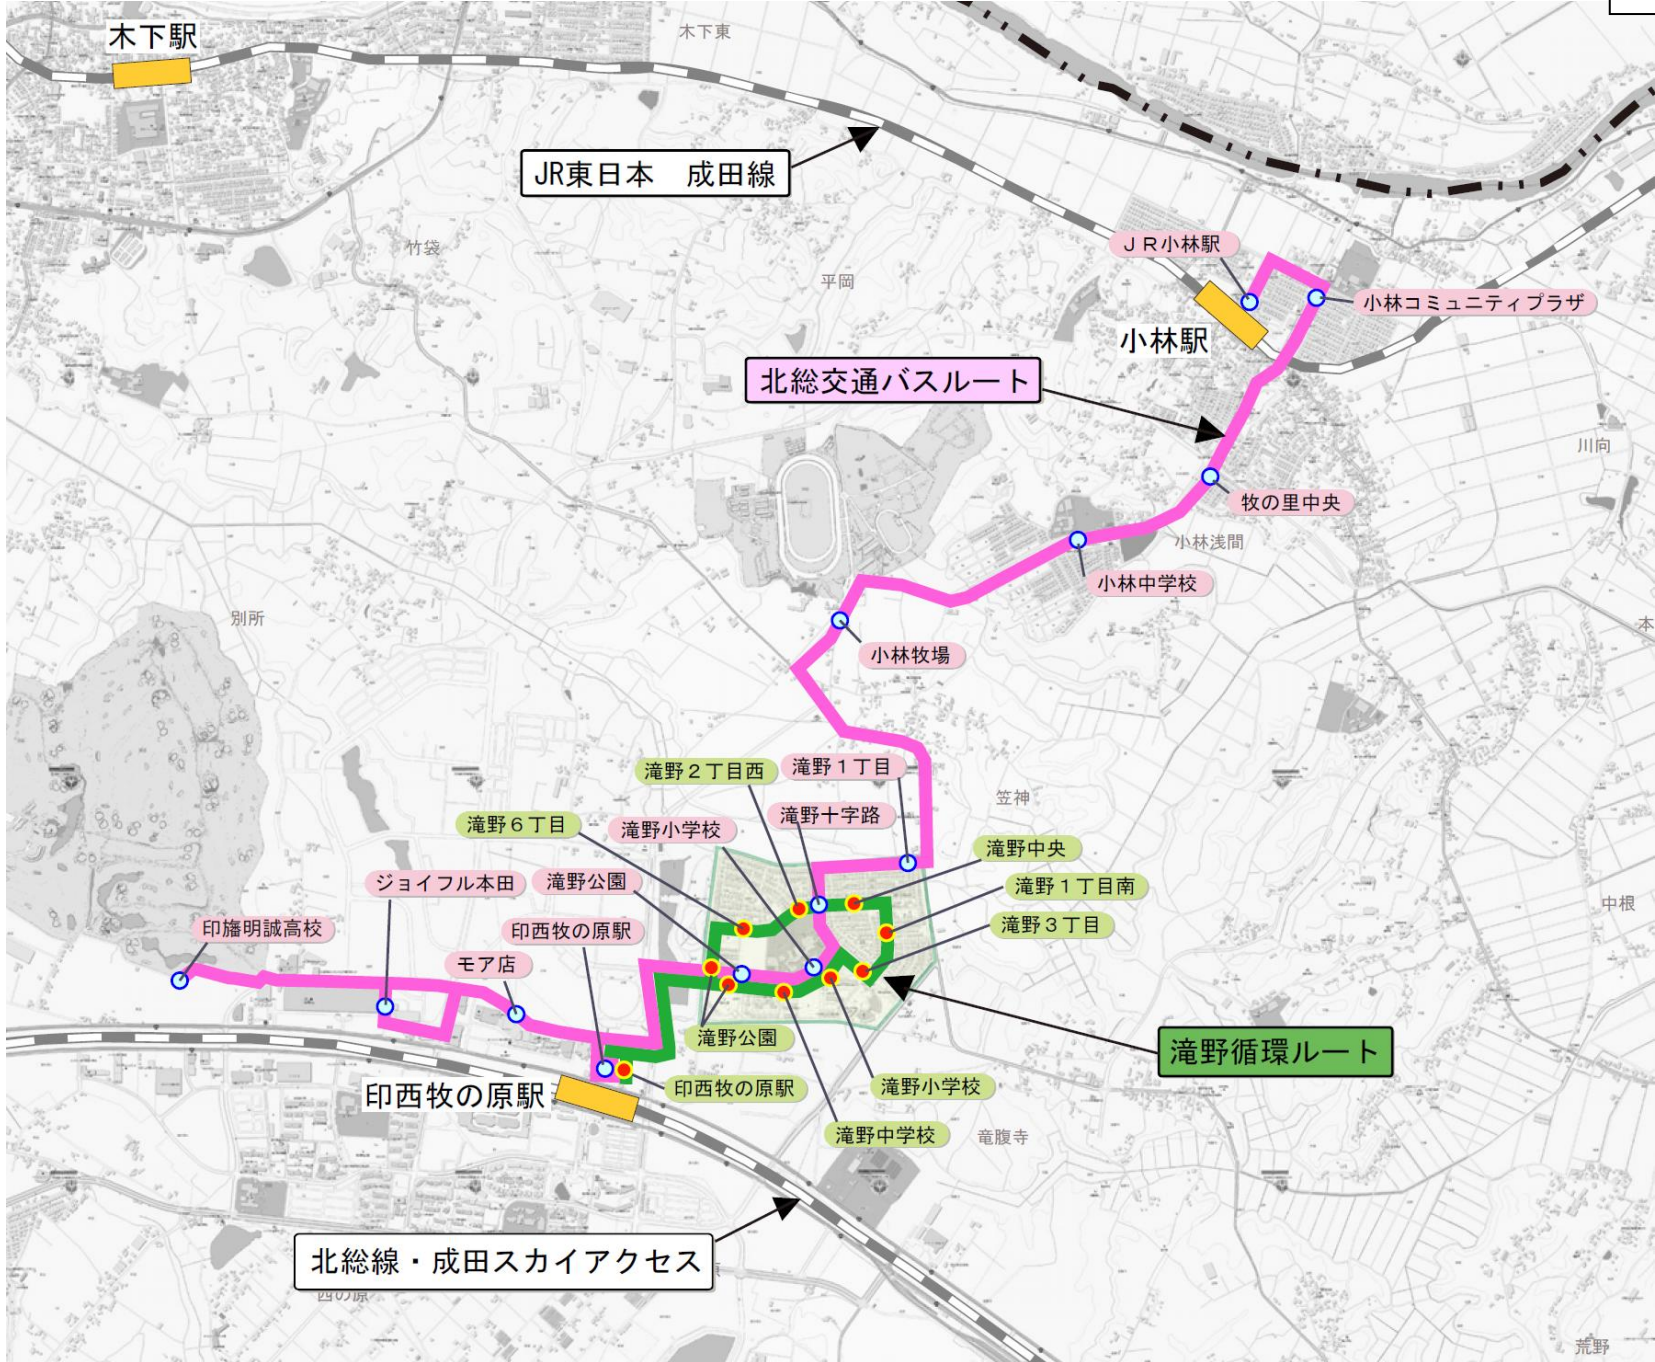 木下駅
木下東
JR東日本　成田線
竹袋
平岡
ＪＲ小林駅
小林コミュニティプラザ
小林駅
北総交通バスルート
川向
牧の里中央
小林浅間
小林中学校
別所
本
小林牧場
滝野２丁目西
滝野１丁目
笠神
滝野６丁目
滝野小学校
滝野十字路
滝野中央
ジョイフル本田
滝野公園
滝野１丁目南
中根
印旛明誠高校
印西牧の原駅
滝野３丁目
モア店
滝野公園
滝野循環ルート
印西牧の原駅
印西牧の原駅
滝野小学校
滝野中学校
竜腹寺
北総線・成田スカイアクセス
西の原
荒野